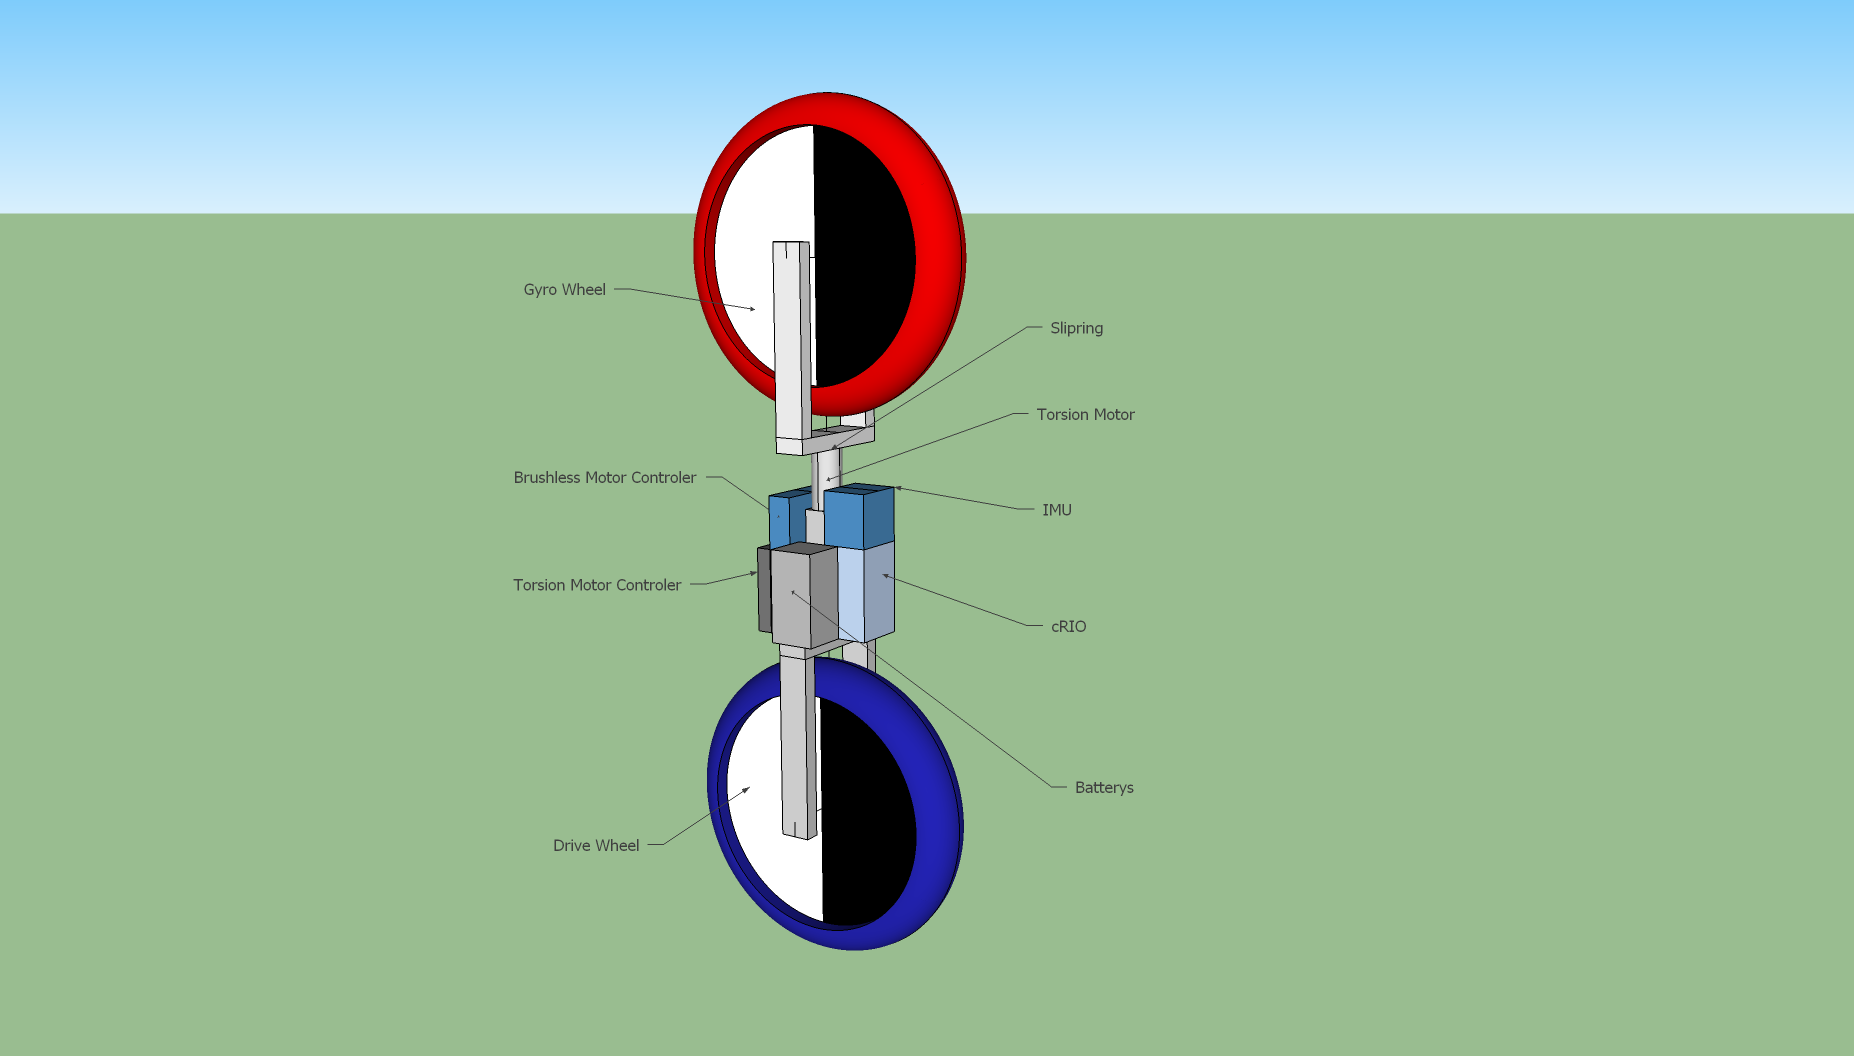 Gyro Wheel
Slipring
Torsion Motor
Brushless Motor Controler
IMU
Torsion Motor Controler
cRIO
Batterys
Drive Wheel